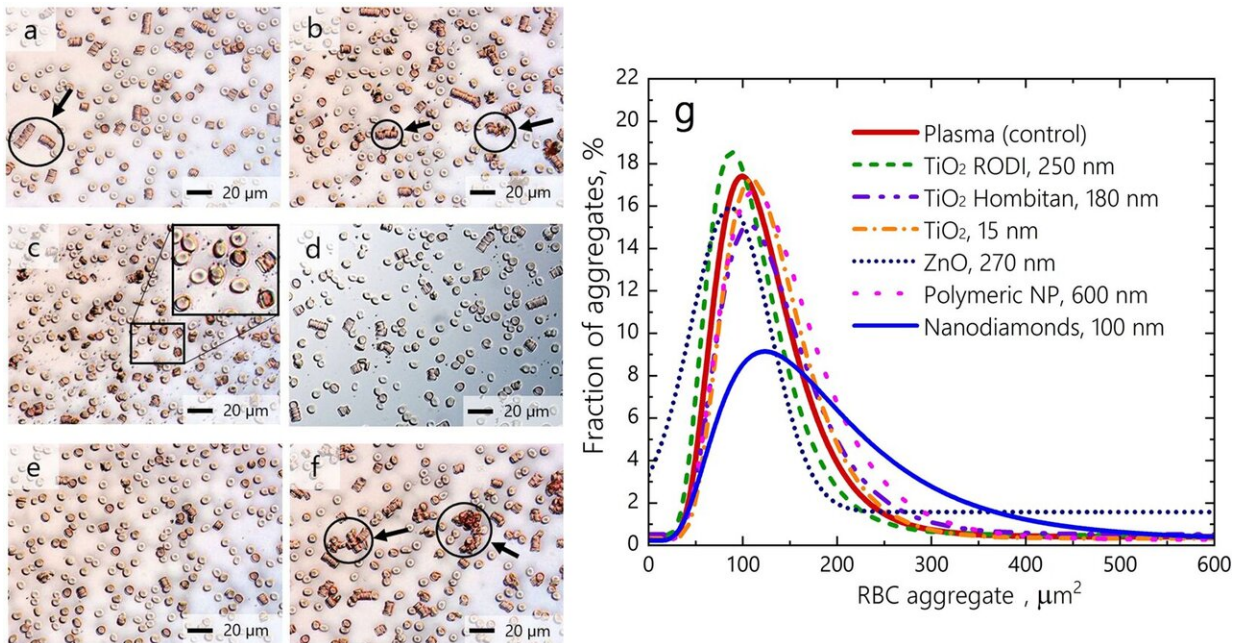 a
20 µm
b
20 µm
c
20 µm
d
20 µm
e
20 µm
f
20 µm
g
Fraction of aggregates, %
22
20
18
16
14
12
10
8
6
4
2
0
Plasma (control)
TiO₂ RODI, 250 nm
TiO₂ Hombitan, 180 nm
TiO₂, 15 nm
ZnO, 270 nm
Polymeric NP, 600 nm
Nanodiamonds, 100 nm
0 100 200 300 400 500 600
RBC aggregate , µm²